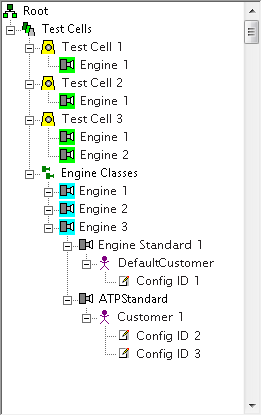 Root
Test Cells
Test Cell 1
Engine 1
Test Cell 2
Engine 1
Test Cell 3
Engine 1
Engine 2
Engine Classes
Engine 1
Engine 2
Engine 3
Engine Standard 1
DefaultCustomer
Config ID 1
ATPStandard
Customer 1
Config ID 2
Config ID 3